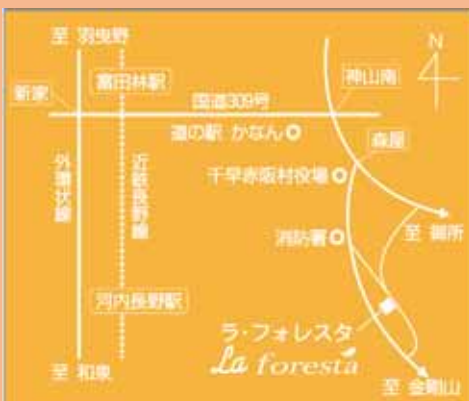 至 羽曳野
N
富田林駅
神山南
新家
国道309号
道の駅 かなん
森屋
千早赤阪村役場
外環状線
近鉄長野線
至 御所
消防署
河内長野駅
ラ・フォレスタ
La foresta
至 和泉
至 金剛山